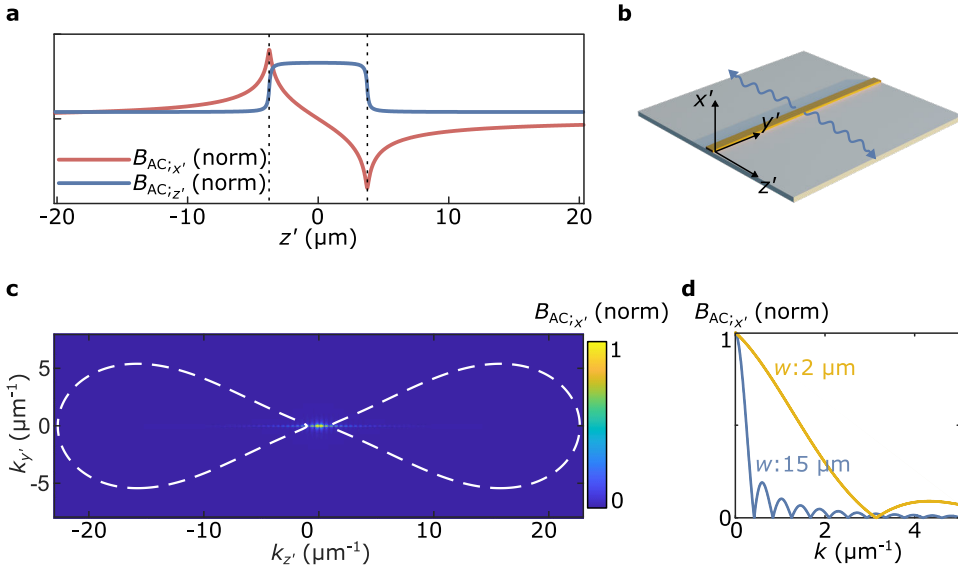 a
B_AC;x′ (norm)
B_AC;z′ (norm)
-20 -10 0 10 20
z′ (µm)
b
x′
y′
z′
c
B_AC;x′ (norm)
1
0
5
0
-5
k_y′ (µm⁻¹)
-20 -10 0 10 20
k_z′ (µm⁻¹)
d
B_AC;x′ (norm)
1
0
w:2 µm
w:15 µm
0 2 4
k (µm⁻¹)